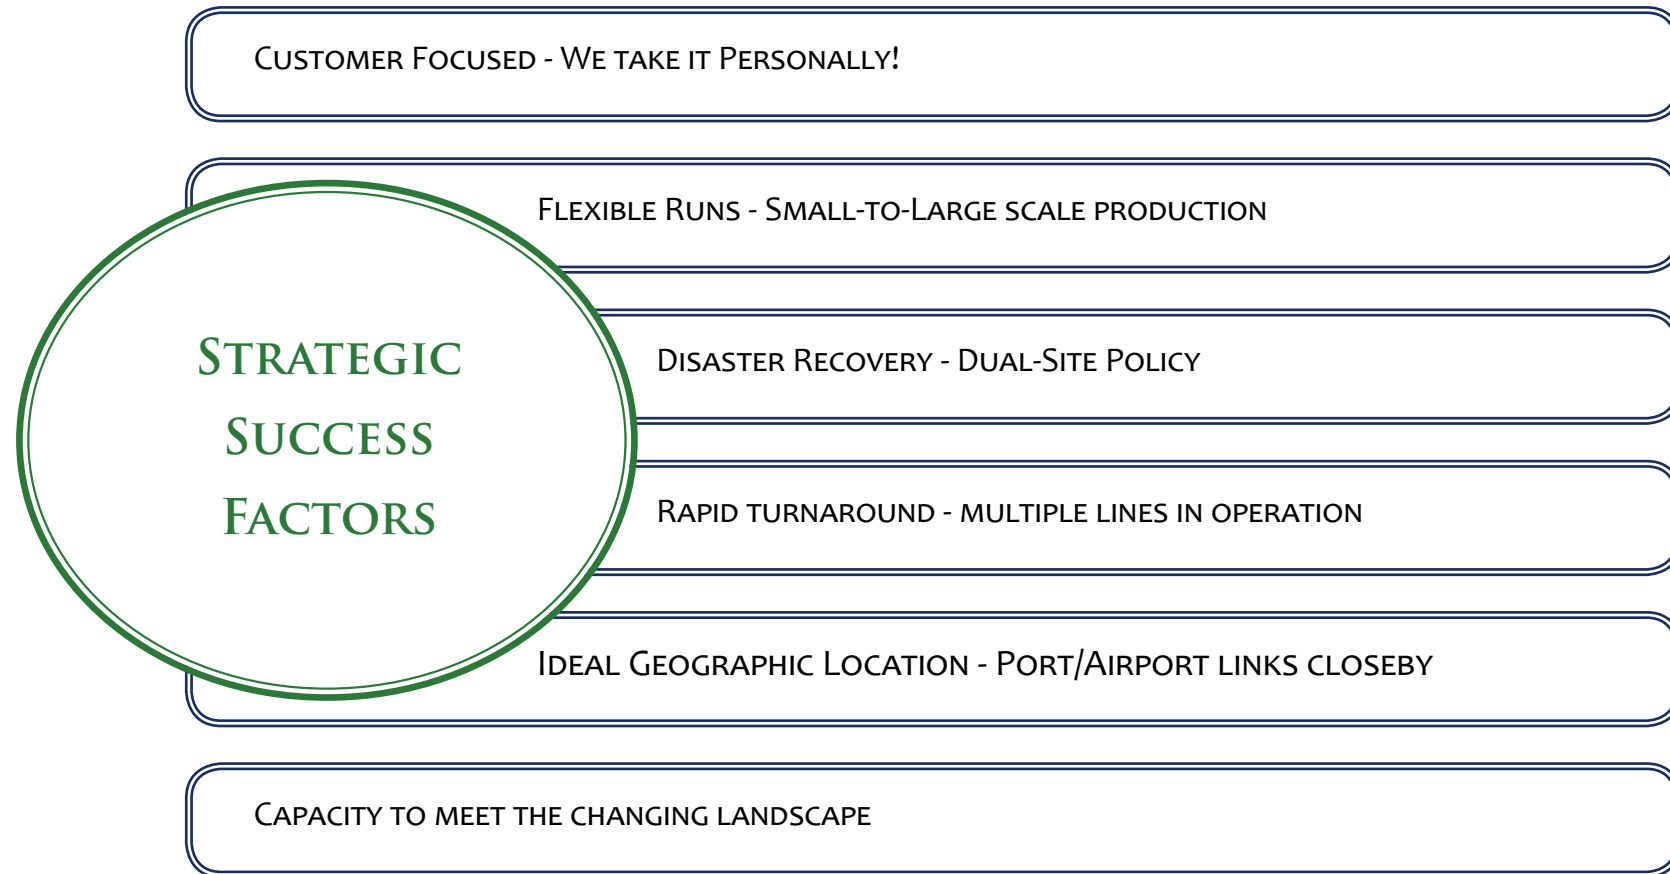 Customer Focused - We take it Personally!
Flexible Runs - Small-to-Large scale production
Strategic
Success
Factors
Disaster Recovery - Dual-Site Policy
Rapid turnaround - multiple lines in operation
Ideal Geographic Location - Port/Airport links closeby
Capacity to meet the changing landscape